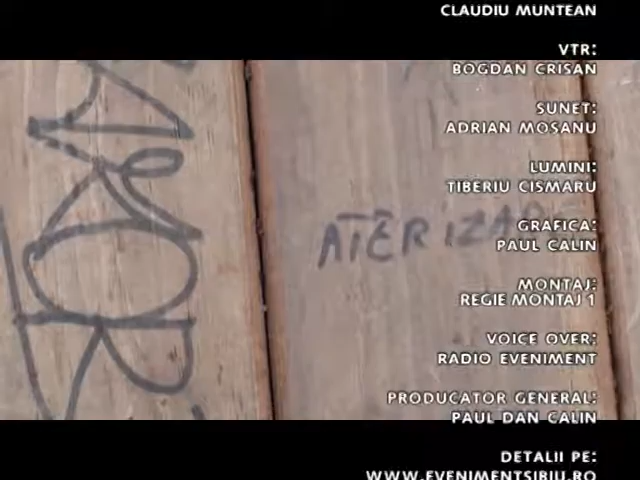 CLAUDIU MUNTEAN
VTR:
BOGDAN CRISAN
SUNET:
ADRIAN MOSANU
LUMINI:
TIBERIU CISMARU
GRAFICA:
PAUL CALIN
MONTAJ:
REGIE MONTAJ 1
VOICE OVER:
RADIO EVENIMENT
PRODUCATOR GENERAL:
PAUL DAN CALIN
DETALII PE:
WWW.EVENIMENTSIBIU.RO